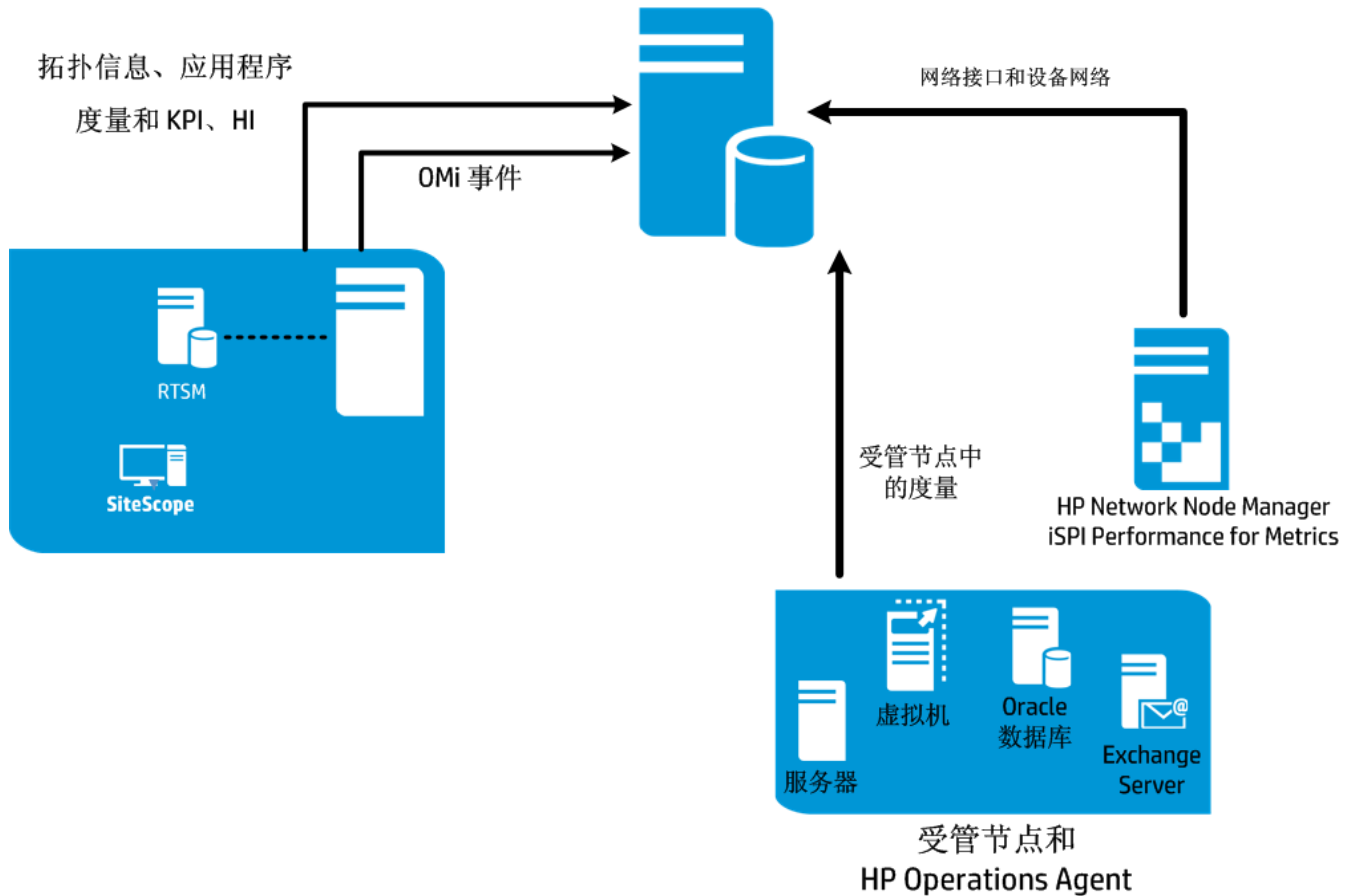 拓扑信息、应用程序
度量和 KPI、HI
OMi 事件
网络接口和设备网络
RTSM
SiteScope
受管节点中
的度量
HP Network Node Manager
iSPI Performance for Metrics
服务器
虚拟机
Oracle
数据库
@
Exchange
Server
受管节点和
HP Operations Agent